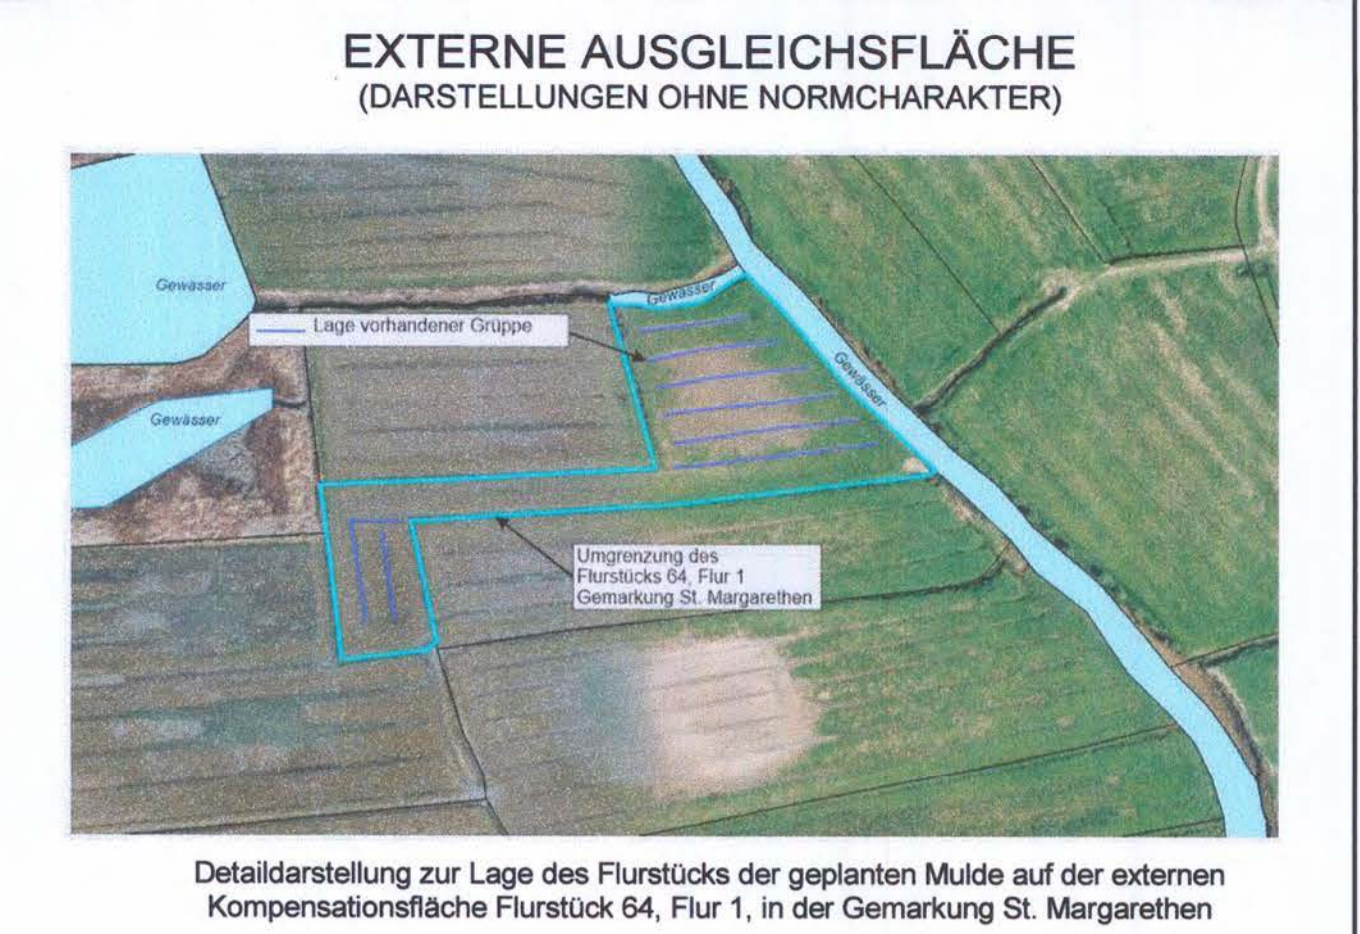 EXTERNE AUSGLEICHSFLÄCHE
(DARSTELLUNGEN OHNE NORMCHARAKTER)
Gewässer
Gewässer
Lage vorhandener Grüppe
Gewässer
Gewässer
Umgrenzung des
Flurstücks 64, Flur 1
Gemarkung St. Margarethen
Detaildarstellung zur Lage des Flurstücks der geplanten Mulde auf der externen
Kompensationsfläche Flurstück 64, Flur 1, in der Gemarkung St. Margarethen